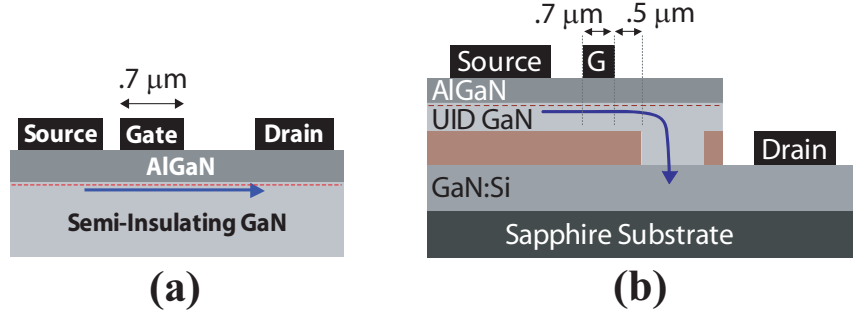 .7 μm
Source
Gate
Drain
AlGaN
Semi-Insulating GaN
(a)
.7 μm
.5 μm
Source
G
AlGaN
UID GaN
Drain
GaN:Si
Sapphire Substrate
(b)